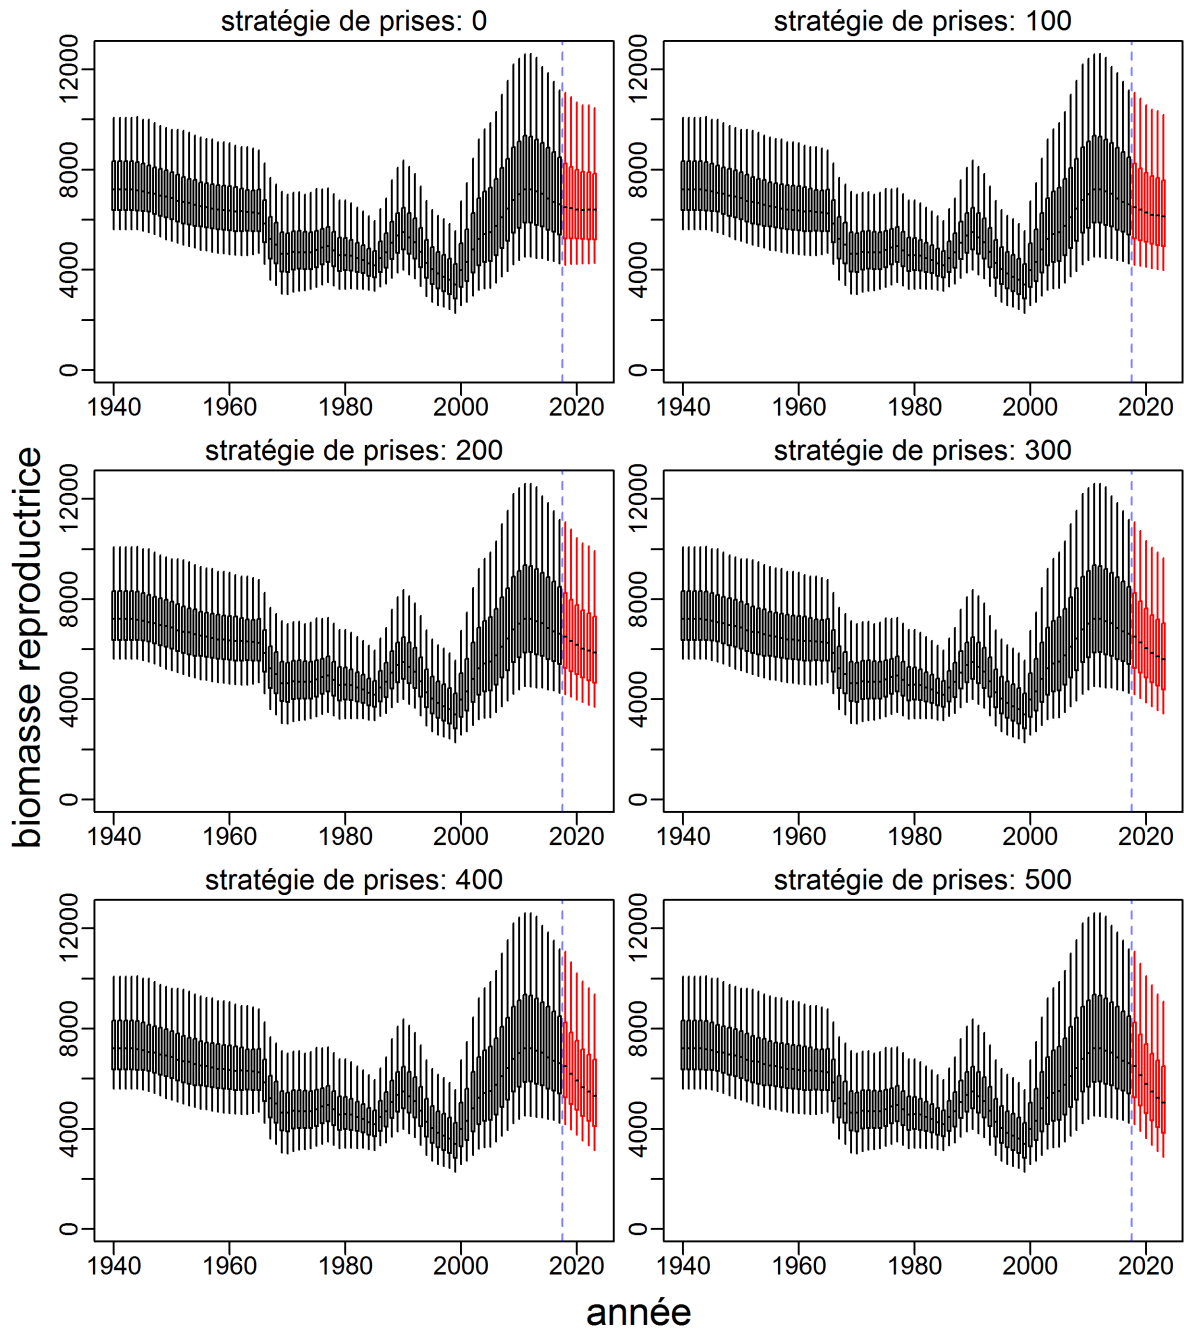 stratégie de prises: 0
12000
8000
4000
0
1940 1960 1980 2000 2020
stratégie de prises: 100
12000
8000
4000
0
1940 1960 1980 2000 2020
stratégie de prises: 200
12000
8000
4000
0
1940 1960 1980 2000 2020
stratégie de prises: 300
12000
8000
4000
0
1940 1960 1980 2000 2020
stratégie de prises: 400
12000
8000
4000
0
1940 1960 1980 2000 2020
stratégie de prises: 500
12000
8000
4000
0
1940 1960 1980 2000 2020
biomasse reproductrice
année